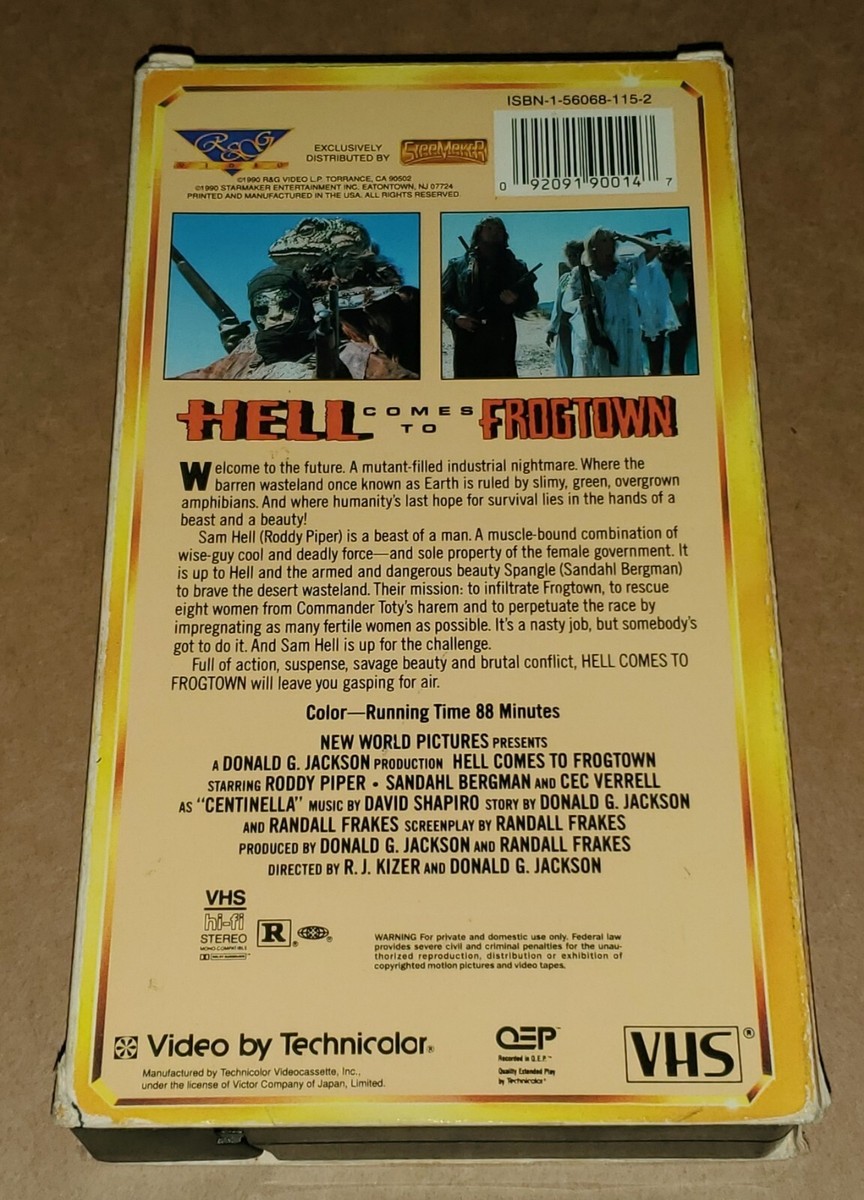 ISBN-1-56068-115-2
R&G
VIDEO
EXCLUSIVELY
DISTRIBUTED BY
STARMAKER
©1990 R&G VIDEO L.P. TORRANCE, CA 90502
©1990 STARMAKER ENTERTAINMENT INC. EATONTOWN, NJ 07724
PRINTED AND MANUFACTURED IN THE USA. ALL RIGHTS RESERVED.
0 92091 90014 7
HELL COMES TO FROGTOWN
Welcome to the future. A mutant-filled industrial nightmare. Where the
barren wasteland once known as Earth is ruled by slimy, green, overgrown
amphibians. And where humanity's last hope for survival lies in the hands of a
beast and a beauty!
Sam Hell (Roddy Piper) is a beast of a man. A muscle-bound combination of
wise-guy cool and deadly force—and sole property of the female government. It
is up to Hell and the armed and dangerous beauty Spangle (Sandahl Bergman)
to brave the desert wasteland. Their mission: to infiltrate Frogtown, to rescue
eight women from Commander Toty's harem and to perpetuate the race by
impregnating as many fertile women as possible. It's a nasty job, but somebody's
got to do it. And Sam Hell is up for the challenge.
Full of action, suspense, savage beauty and brutal conflict, HELL COMES TO
FROGTOWN will leave you gasping for air.
Color—Running Time 88 Minutes
NEW WORLD PICTURES PRESENTS
A DONALD G. JACKSON PRODUCTION HELL COMES TO FROGTOWN
STARRING RODDY PIPER • SANDAHL BERGMAN AND CEC VERRELL
AS "CENTINELLA" MUSIC BY DAVID SHAPIRO STORY BY DONALD G. JACKSON
AND RANDALL FRAKES SCREENPLAY BY RANDALL FRAKES
PRODUCED BY DONALD G. JACKSON AND RANDALL FRAKES
DIRECTED BY R. J. KIZER AND DONALD G. JACKSON
VHS
hi-fi
STEREO
MONO-COMPATIBLE
R®
WARNING For private and domestic use only. Federal law
provides severe civil and criminal penalties for the unau-
thorized reproduction, distribution or exhibition of
copyrighted motion pictures and video tapes.
Video by Technicolor®
Manufactured by Technicolor Videocassette, Inc.,
under the license of Victor Company of Japan, Limited.
QEP™
Recorded in Q.E.P.™
Quality Extended Play
by Technicolor®
VHS®